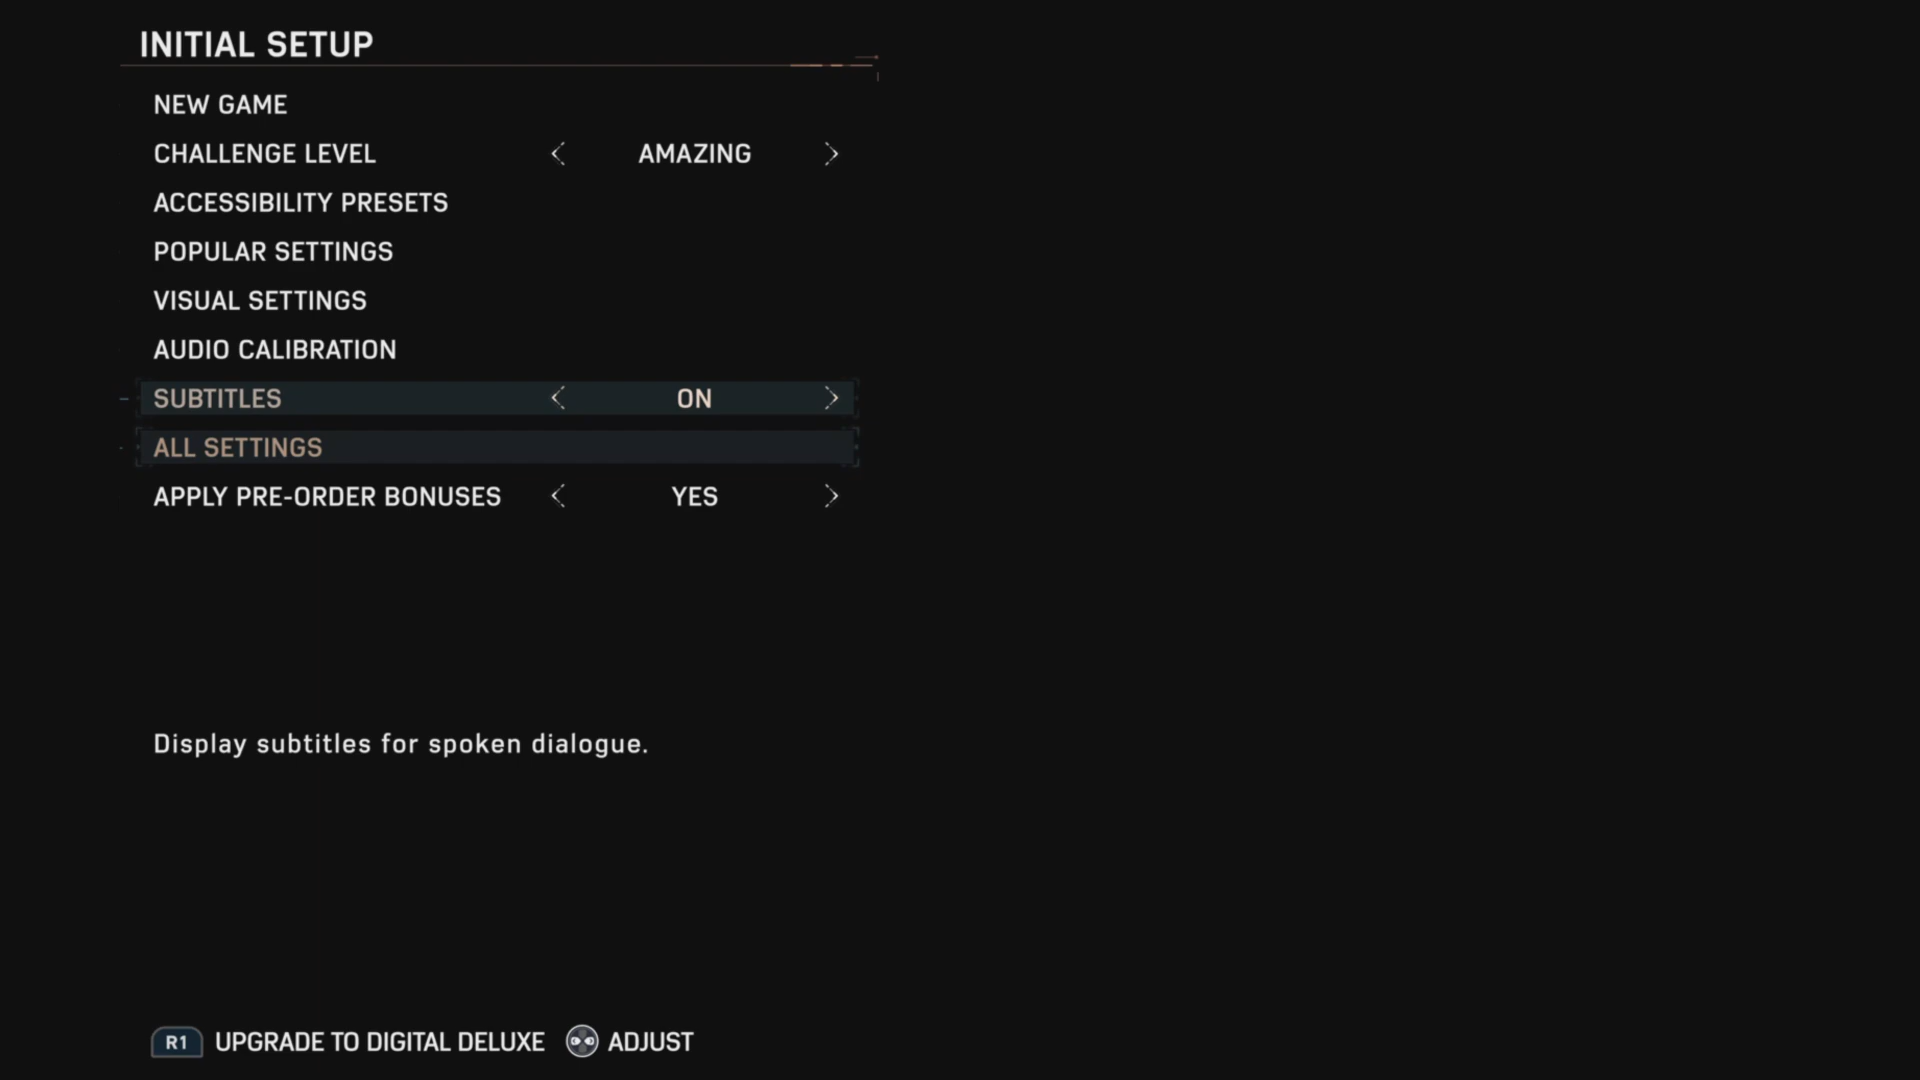 INITIAL SETUP
NEW GAME
CHALLENGE LEVEL AMAZING
ACCESSIBILITY PRESETS
POPULAR SETTINGS
VISUAL SETTINGS
AUDIO CALIBRATION
SUBTITLES ON
ALL SETTINGS
APPLY PRE-ORDER BONUSES YES
Display subtitles for spoken dialogue.
R1 UPGRADE TO DIGITAL DELUXE ADJUST